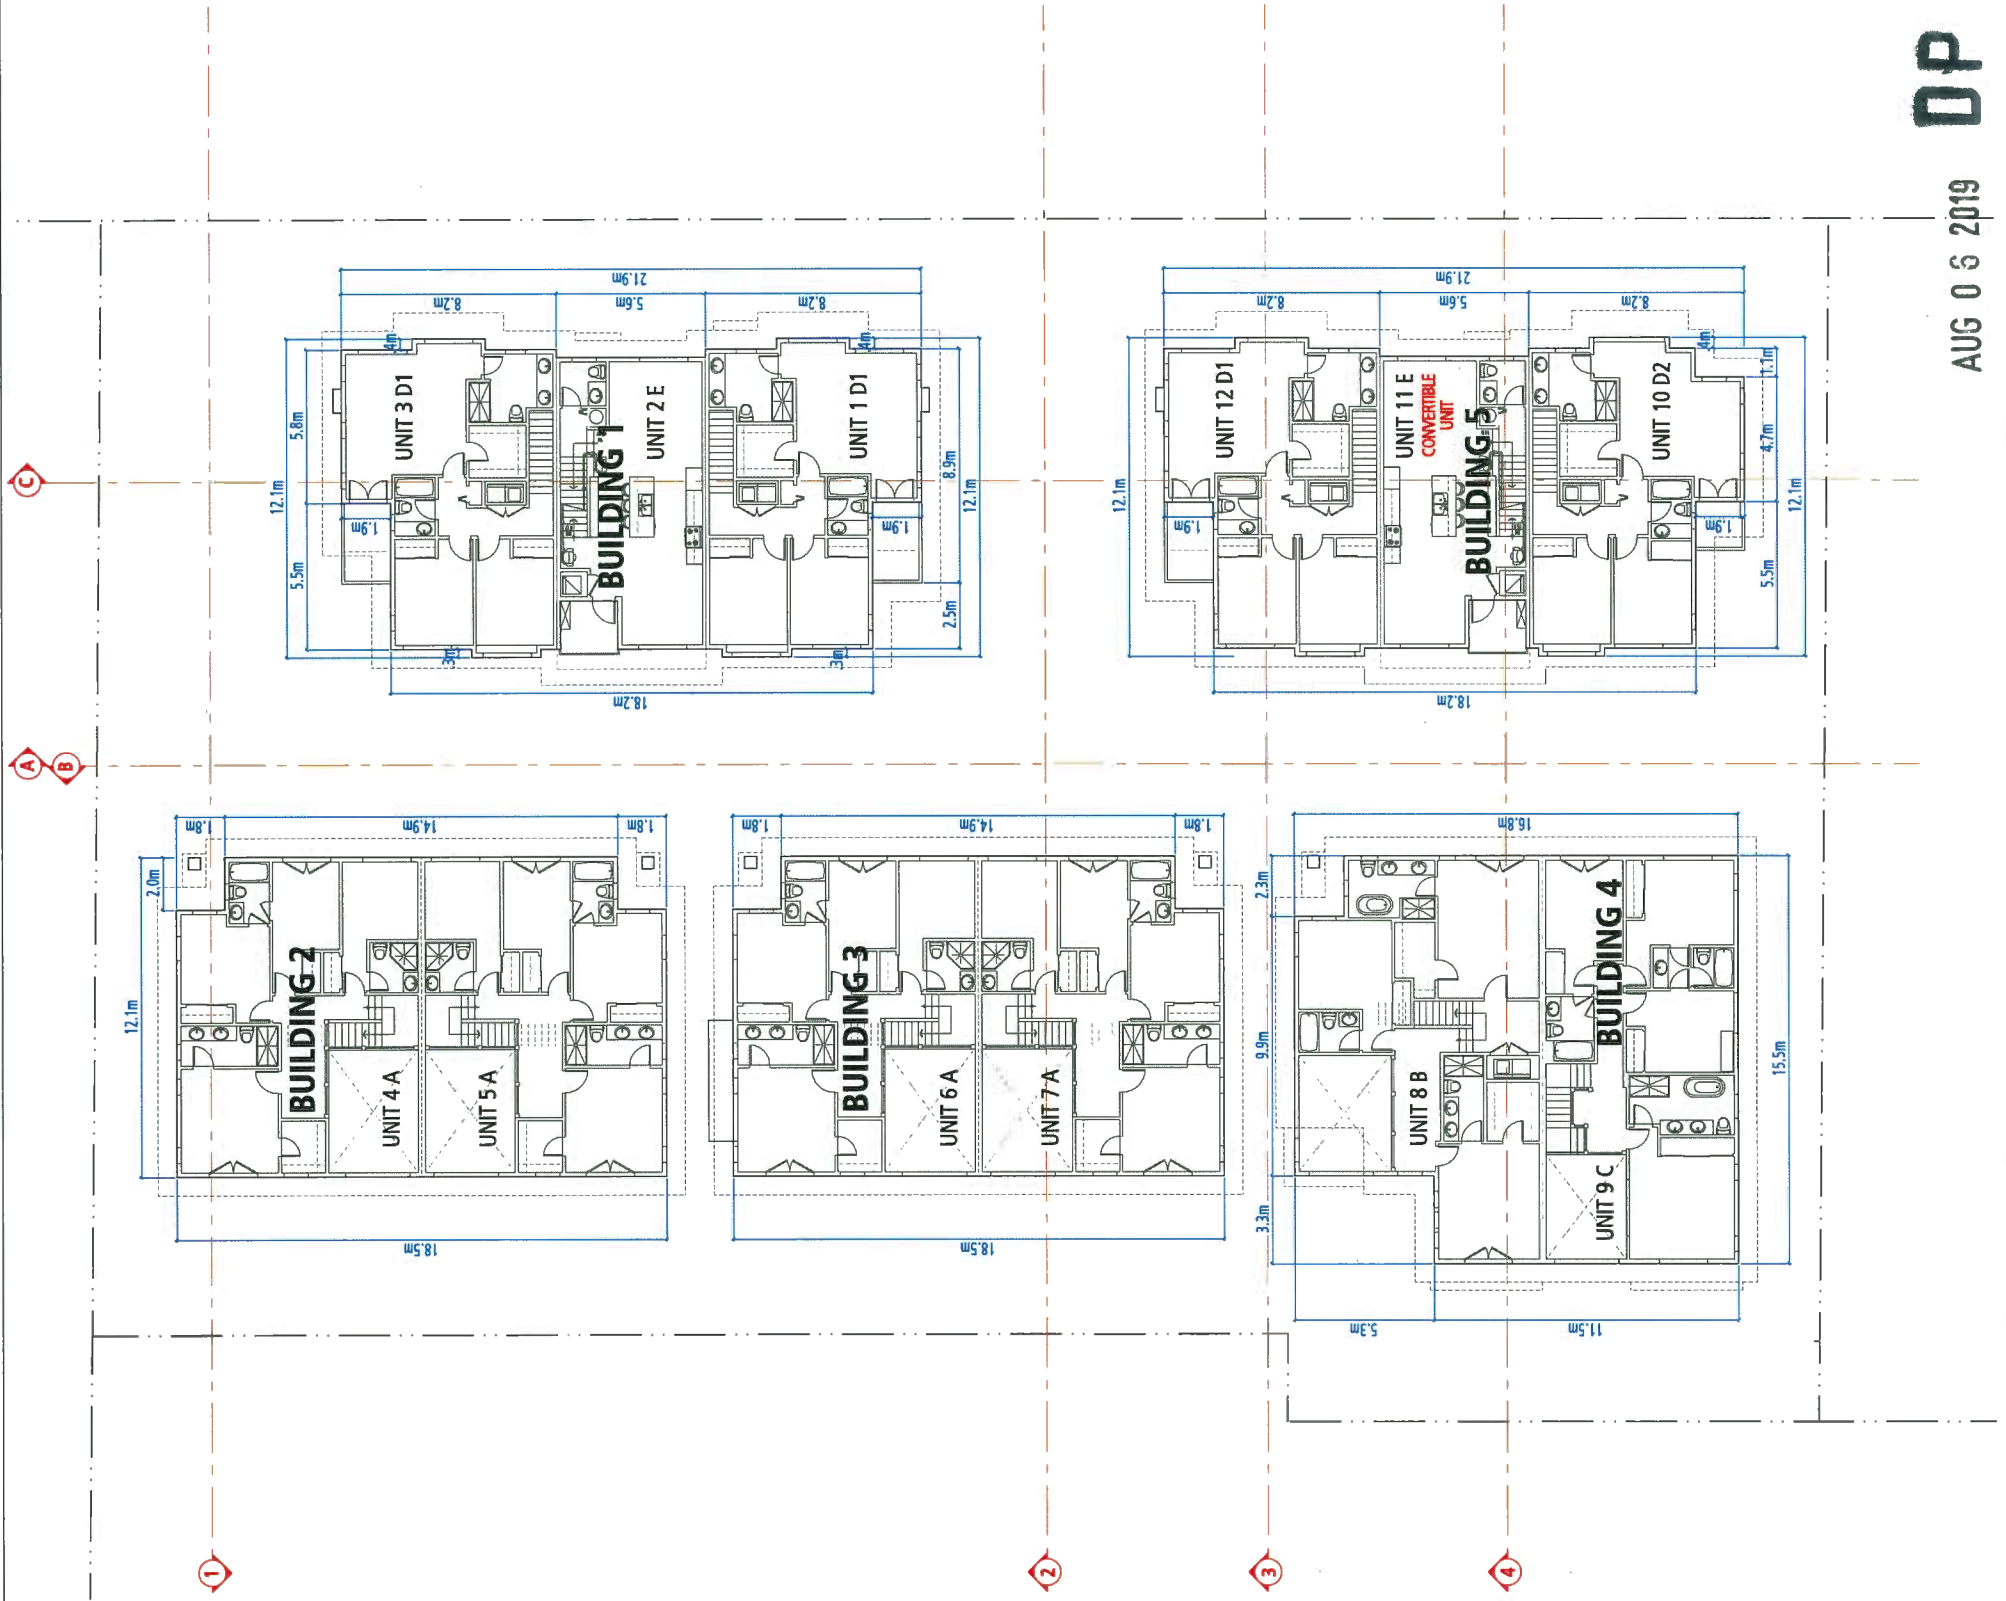 C
A
B
1
2
3
4
DP
AUG 0 6 2019
21.9m
8.2m
5.6m
8.2m
12.1m
5.8m
5.5m
1.9m
1.9m
8.9m
2.5m
12.1m
18.2m
.4m
.4m
.3m
.3m
UNIT 3 D1
UNIT 2 E
UNIT 1 D1
BUILDING 1
21.9m
8.2m
5.6m
8.2m
12.1m
1.9m
1.9m
.4m
1.1m
4.7m
5.5m
12.1m
18.2m
UNIT 12 D1
UNIT 11 E
CONVERTIBLE
UNIT
UNIT 10 D2
BUILDING 5
1.8m
14.9m
1.8m
2.0m
12.1m
18.5m
BUILDING 2
UNIT 4 A
UNIT 5 A
1.8m
14.9m
1.8m
18.5m
BUILDING 3
UNIT 6 A
UNIT 7 A
16.8m
2.3m
9.9m
3.3m
15.5m
5.3m
11.5m
BUILDING 4
UNIT 8 B
UNIT 9 C